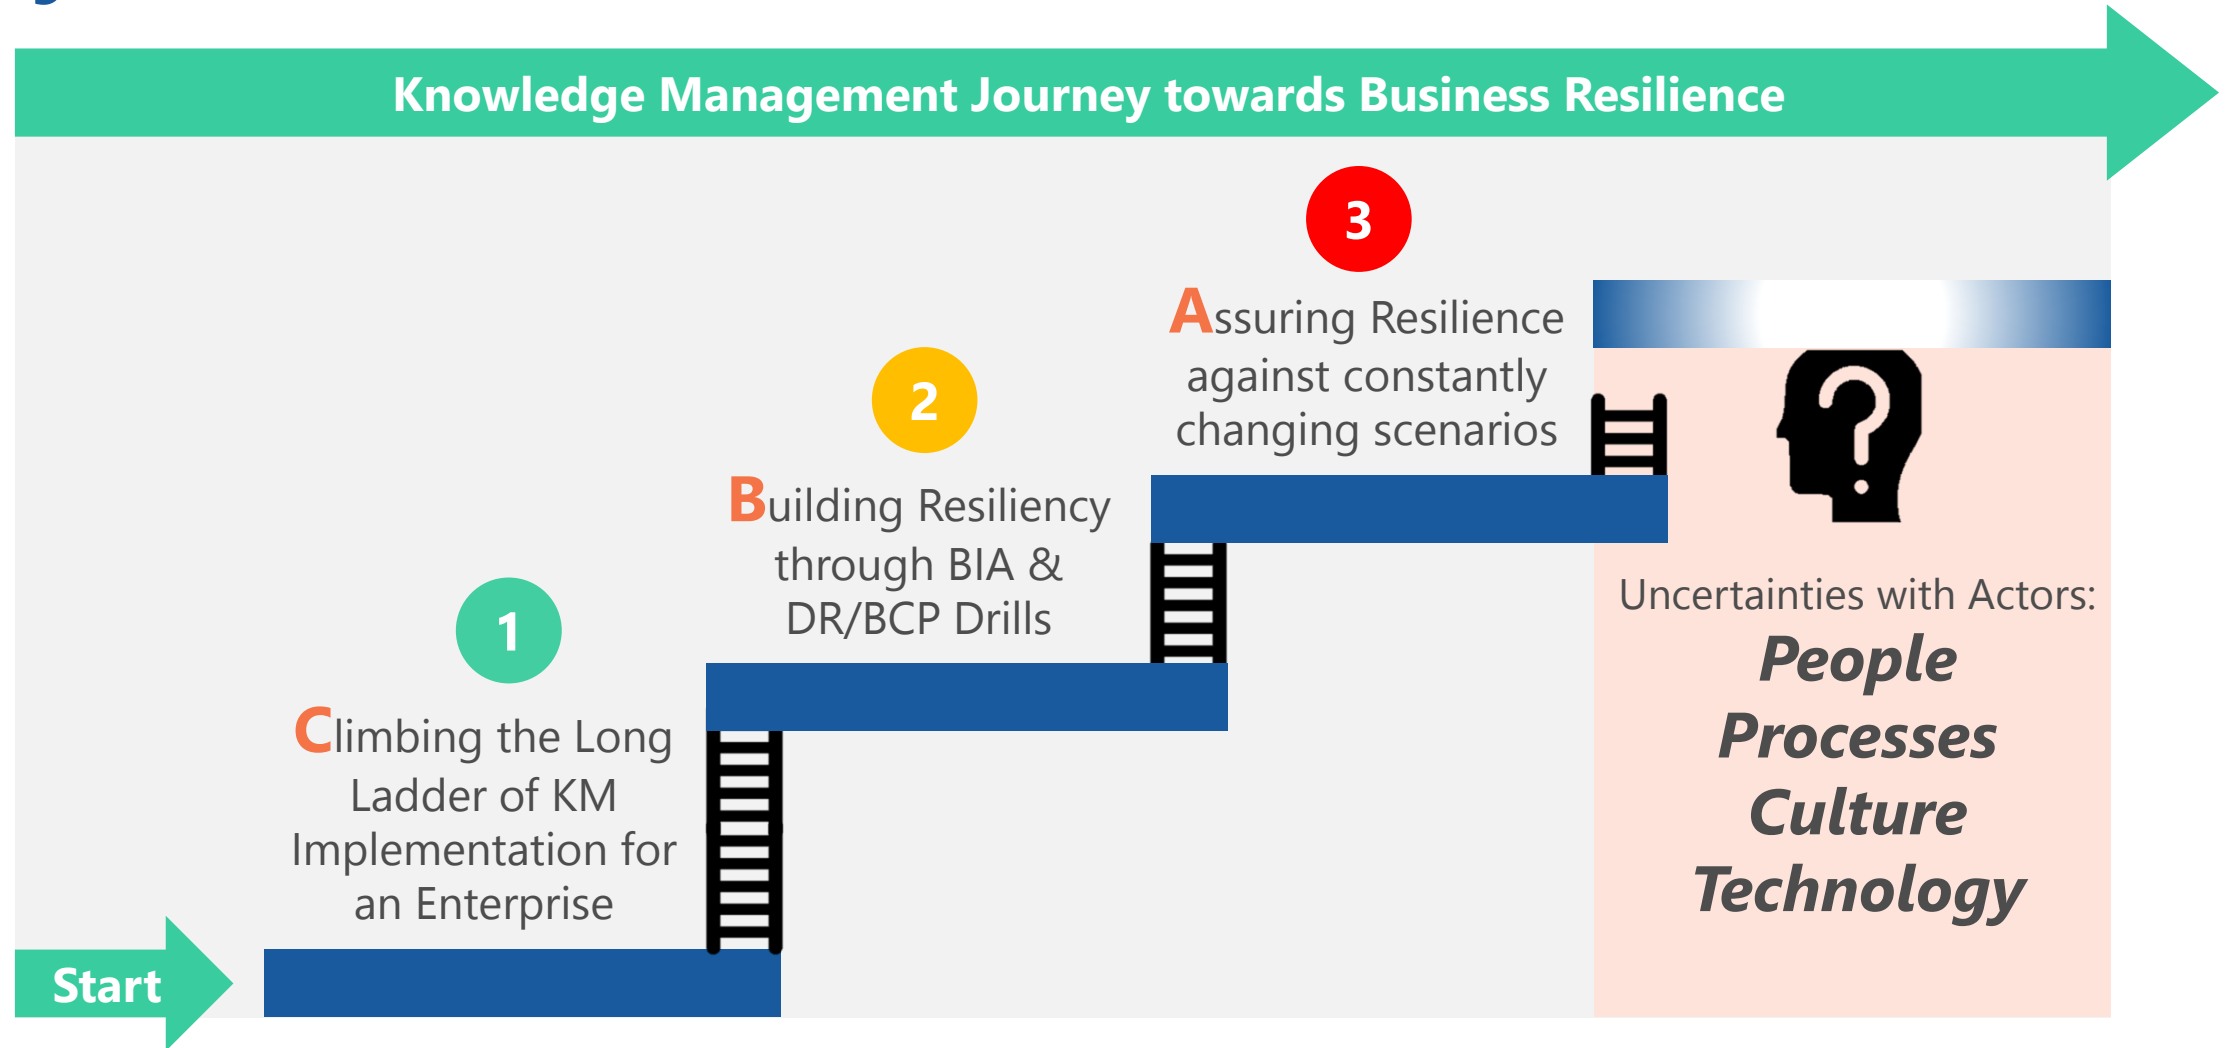 Knowledge Management Journey towards Business Resilience
3
Assuring Resilience
against constantly
changing scenarios
2
Building Resiliency
through BIA &
DR/BCP Drills
1
Climbing the Long
Ladder of KM
Implementation for
an Enterprise
Start
Uncertainties with Actors:
People
Processes
Culture
Technology